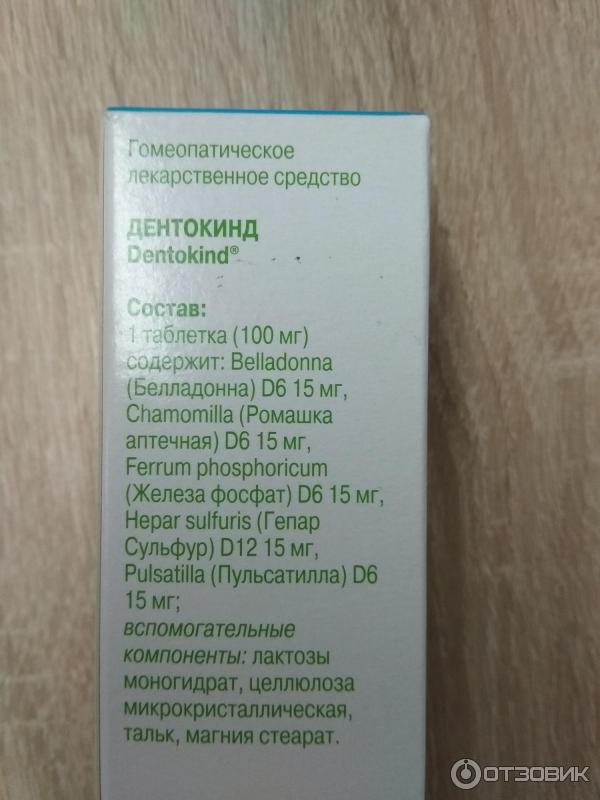 Гомеопатическое
лекарственное средство
ДЕНТОКИНД
Dentokind®
Состав:
1 таблетка (100 мг)
содержит: Belladonna
(Белладонна) D6 15 мг,
Chamomilla (Ромашка
аптечная) D6 15 мг,
Ferrum phosphoricum
(Железа фосфат) D6 15 мг,
Hepar sulfuris (Гепар
Сульфур) D12 15 мг,
Pulsatilla (Пульсатилла) D6
15 мг;
вспомогательные
компоненты: лактозы
моногидрат, целлюлоза
микрокристаллическая,
тальк, магния стеарат.
ОТЗОВИК